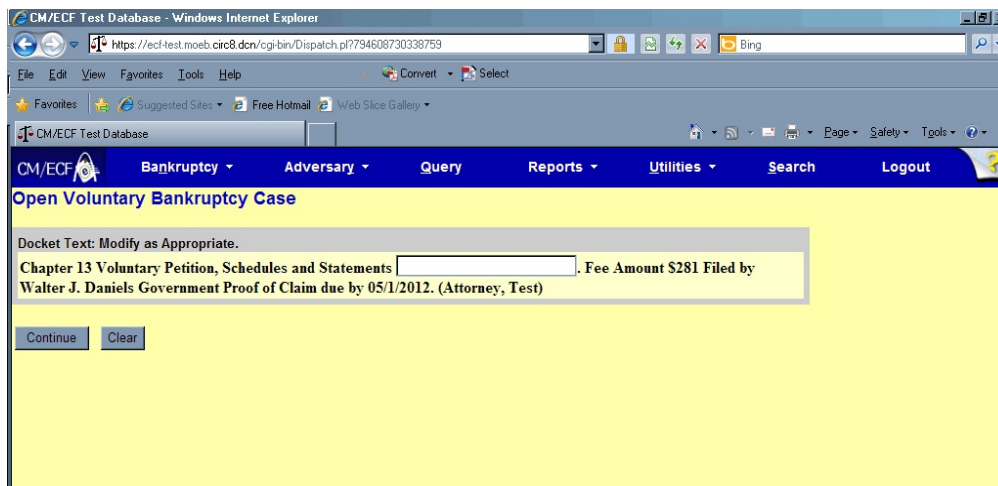 CM/ECF Test Database - Windows Internet Explorer
https://ecf-test.moeb.circ8.dcn/cgi-bin/Dispatch.pl?794608730338759
Bing
File Edit View Favorites Tools Help
Convert Select
Favorites Suggested Sites Free Hotmail Web Slice Gallery
CM/ECF Test Database
Page Safety Tools
CM/ECF Bankruptcy Adversary Query Reports Utilities Search Logout ?
Open Voluntary Bankruptcy Case
Docket Text: Modify as Appropriate.
Chapter 13 Voluntary Petition, Schedules and Statements . Fee Amount $281 Filed by
Walter J. Daniels Government Proof of Claim due by 05/1/2012. (Attorney, Test)
Continue Clear